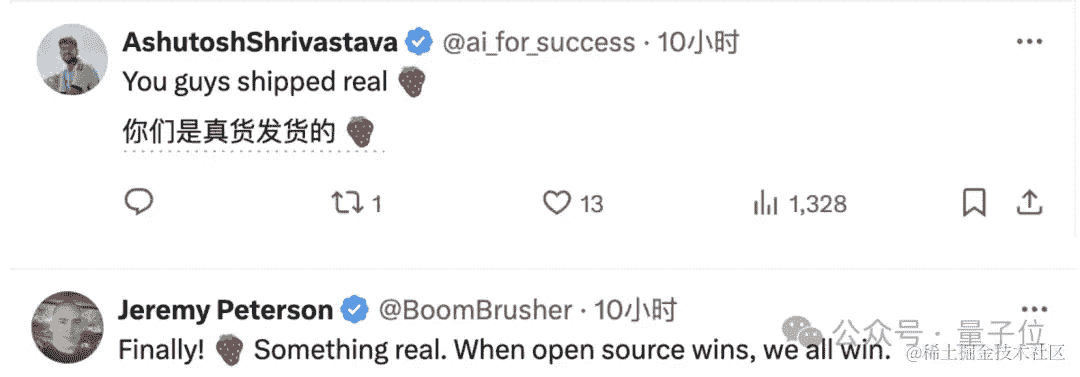 AshutoshShrivastava @ai_for_success · 10小时
You guys shipped real 🍓
你们是真货发货的 🍓
1 13 1,328
Jeremy Peterson @BoomBrusher · 10小时
Finally! 🍓 Something real. When open source wins, we all win.
公众号 · 量子位
@稀土掘金技术社区